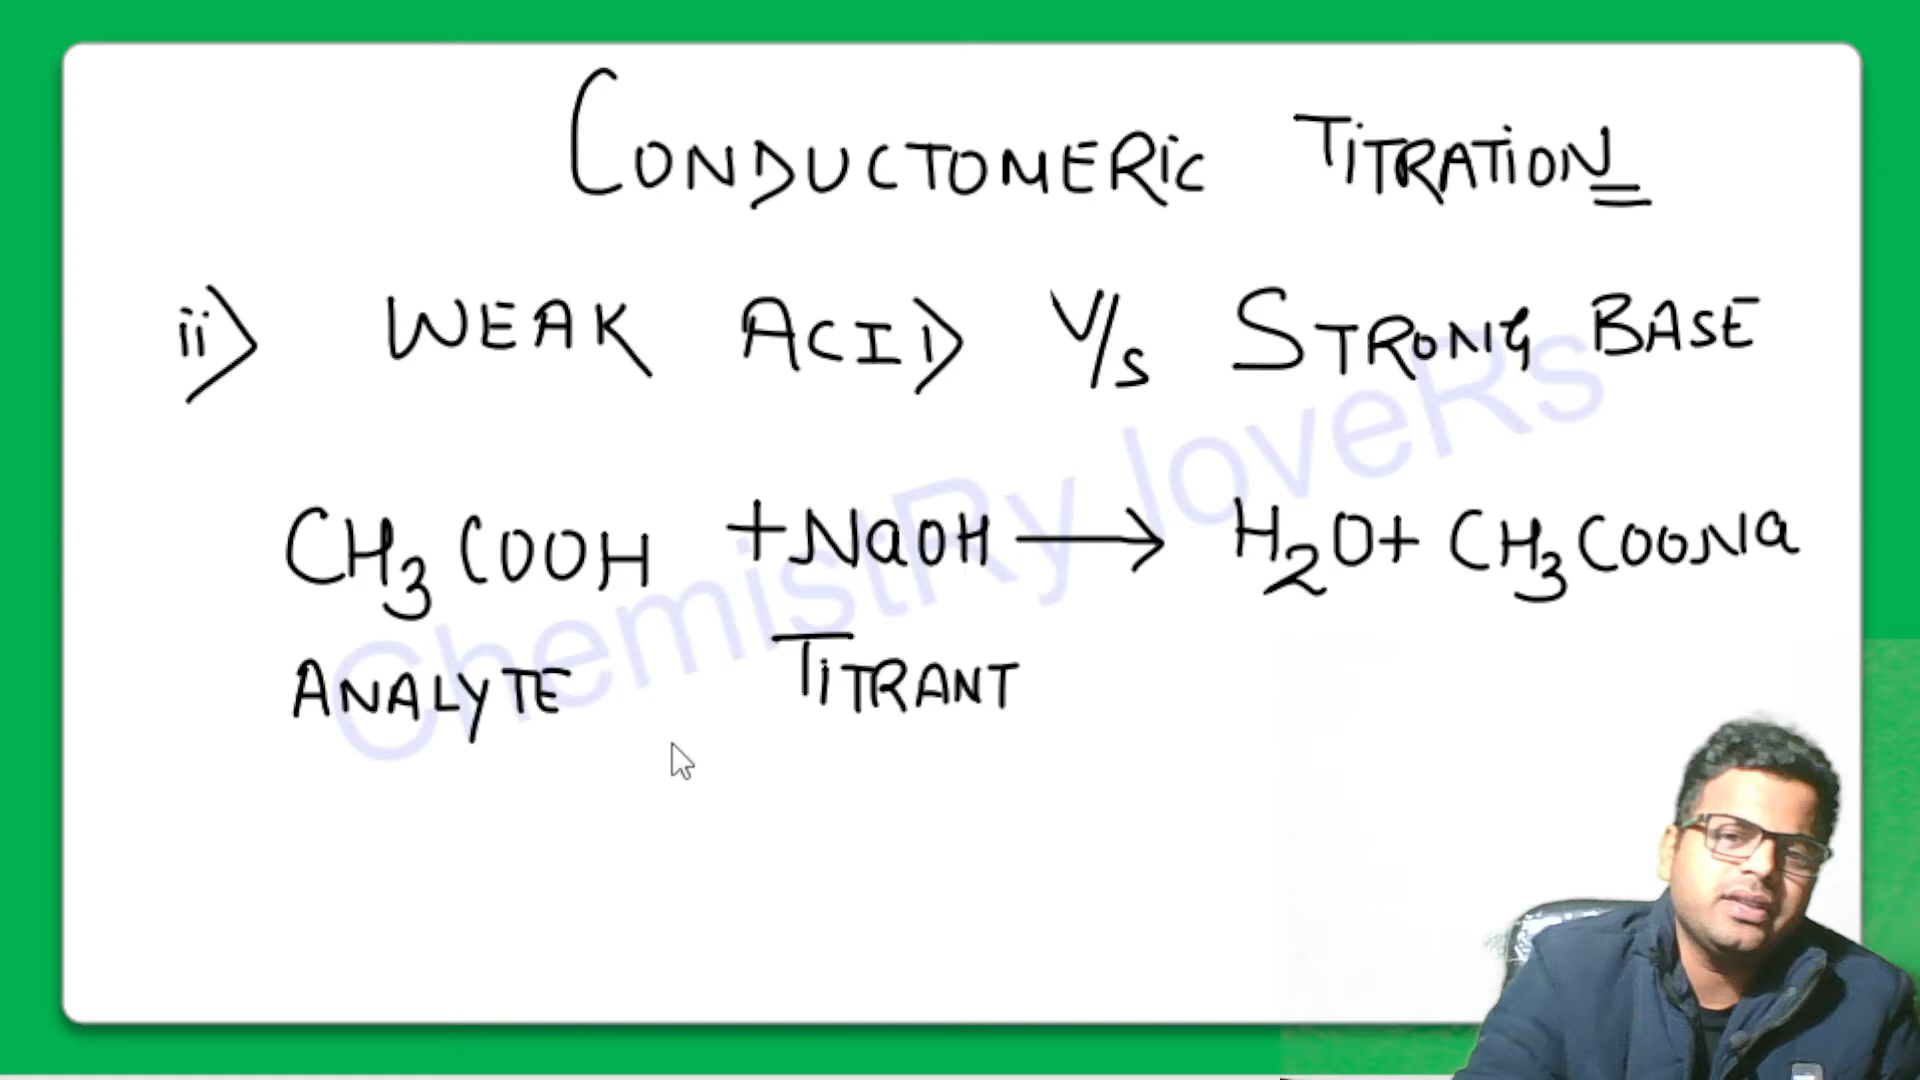 CONDUCTOMERIC TITRATION
ii) WEAK ACID V/S STRONG BASE
CH3COOH + NaOH → H2O + CH3COONa
ANALYTE TITRANT
ChemistRy loveRs